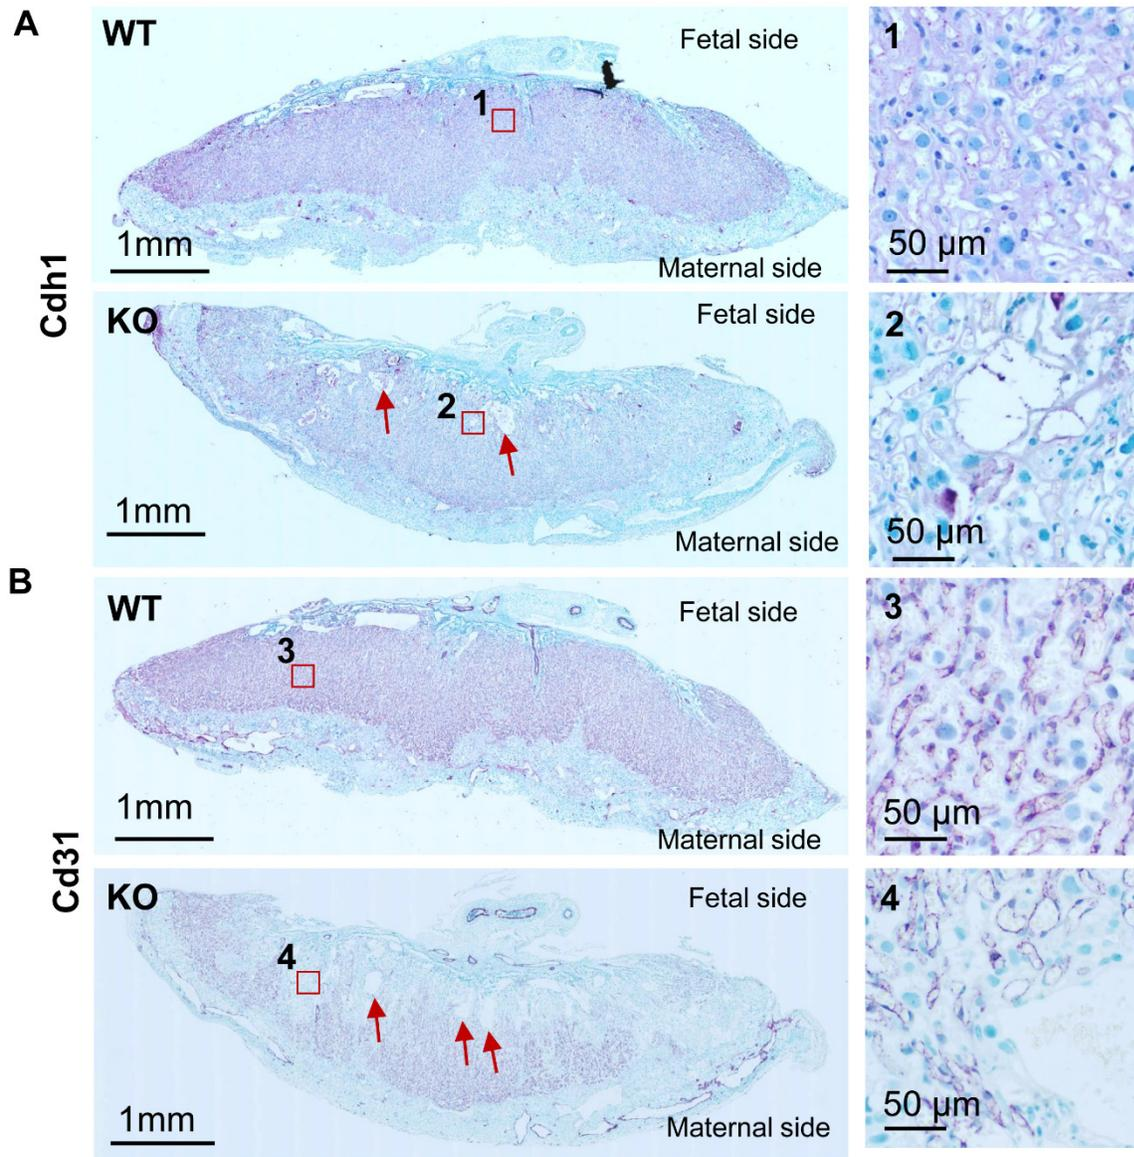 A
WT
Fetal side
1
1
1mm
Maternal side
50 µm
Cdh1
KO
Fetal side
2
2
1mm
Maternal side
50 µm
B
WT
Fetal side
3
3
1mm
Maternal side
50 µm
Cd31
KO
Fetal side
4
4
1mm
Maternal side
50 µm